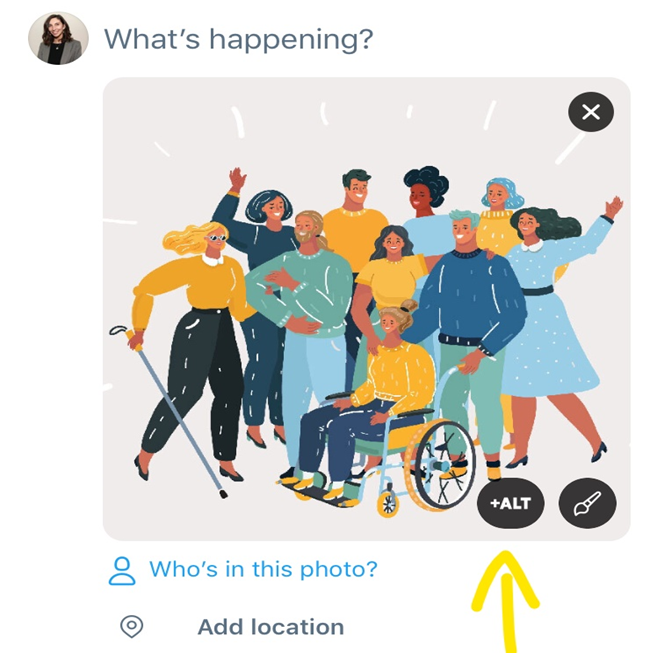 What's happening?
+ALT
Who's in this photo?
Add location